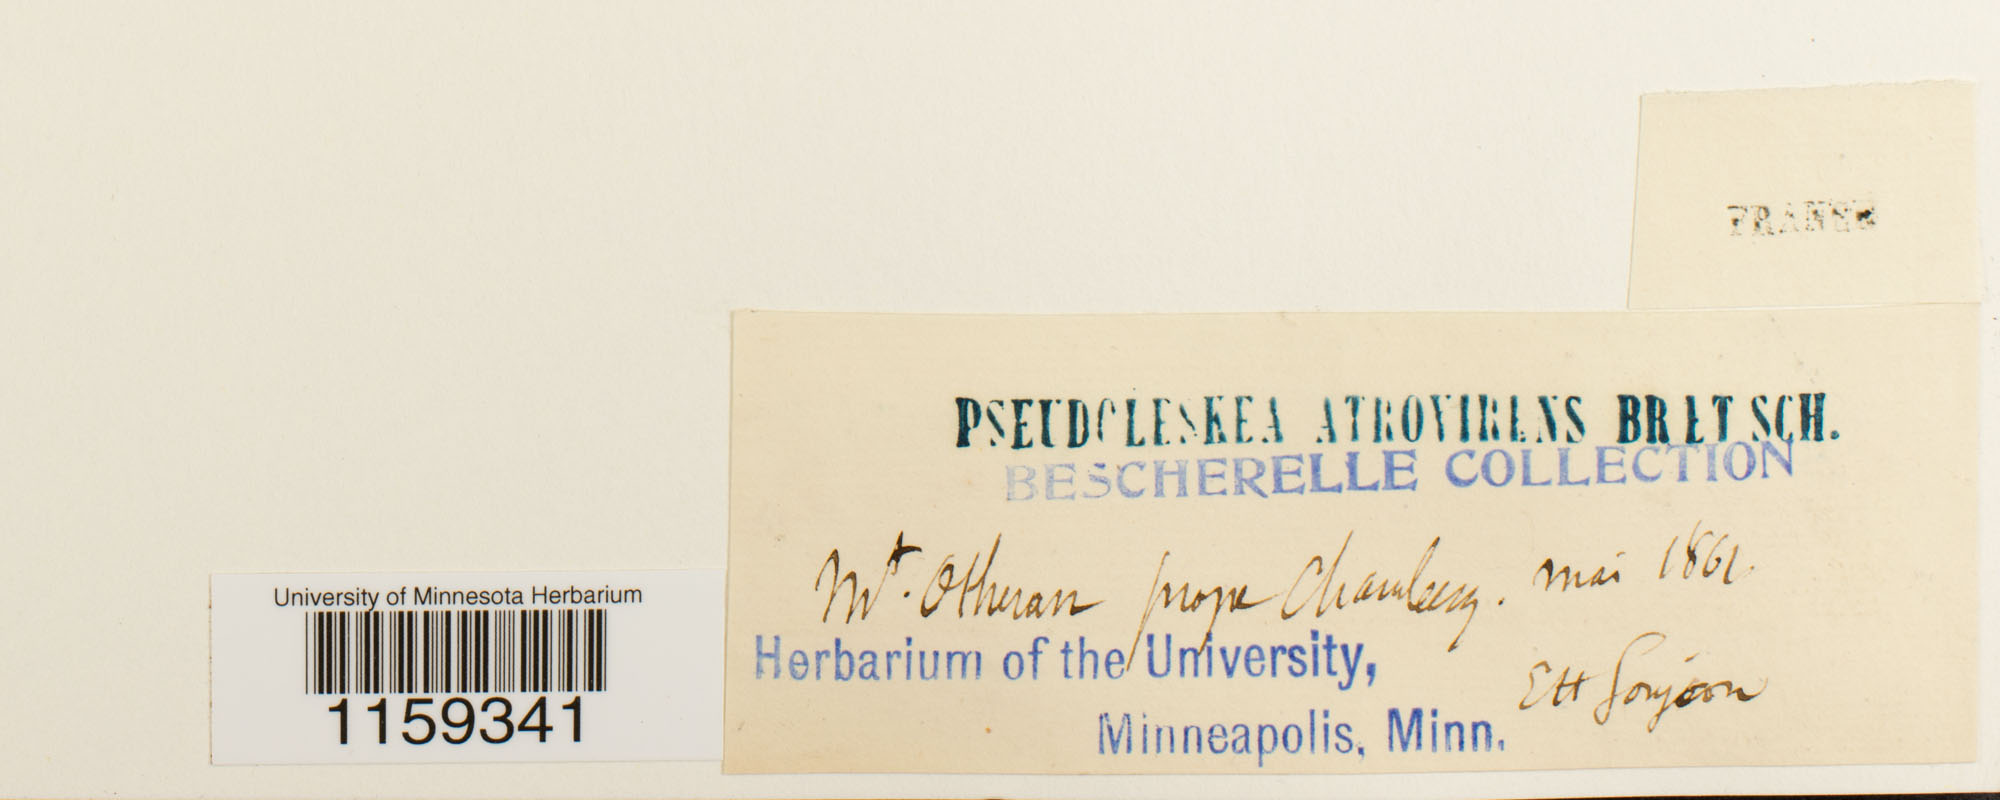 FRANCE
PSEUDOLESKEA ATROVIRENS BR ET SCH.
BESCHERELLE COLLECTION
Mt. Otheran prope Chambery. mai 1861
Herbarium of the University,
Minneapolis, Minn.
University of Minnesota Herbarium
1159341